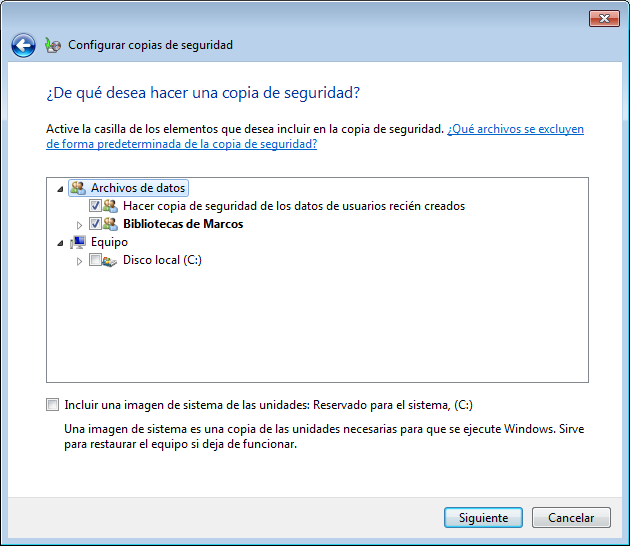 Configurar copias de seguridad
¿De qué desea hacer una copia de seguridad?
Active la casilla de los elementos que desea incluir en la copia de seguridad. ¿Qué archivos se excluyen
de forma predeterminada de la copia de seguridad?
Archivos de datos
Hacer copia de seguridad de los datos de usuarios recién creados
Bibliotecas de Marcos
Equipo
Disco local (C:)
Incluir una imagen de sistema de las unidades: Reservado para el sistema, (C:)
Una imagen de sistema es una copia de las unidades necesarias para que se ejecute Windows. Sirve
para restaurar el equipo si deja de funcionar.
Siguiente
Cancelar